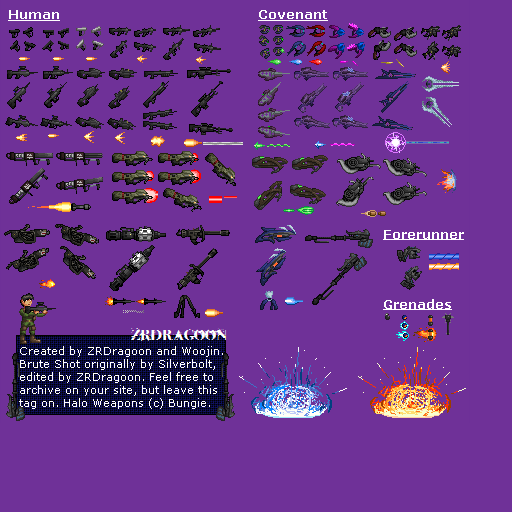 Human
Covenant
Forerunner
Grenades
ZRDRAGOON
Created by ZRDragoon and Woojin.
Brute Shot originally by Silverbolt,
edited by ZRDragoon. Feel free to
archive on your site, but leave this
tag on. Halo Weapons (c) Bungie.